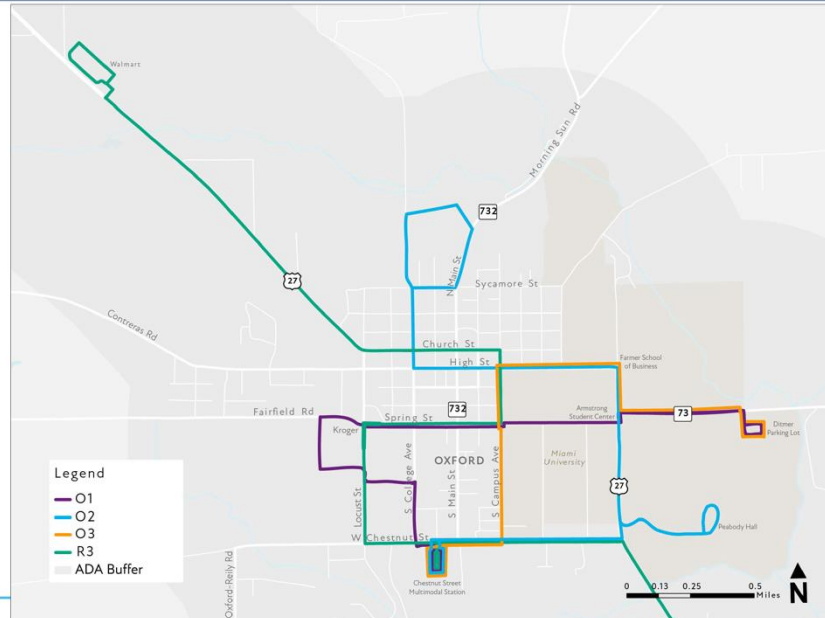 Walmart
Morning Sun Rd
732
N Main St
Sycamore St
27
Contreras Rd
Church St
High St
Farmer School
of Business
Fairfield Rd
732
Spring St
Armstrong
Student Center
73
Kroger
Ditmer
Parking Lot
OXFORD
Miami
University
S College Ave
S Main St
S Campus Ave
Locust St
27
W Chestnut St
Peabody Hall
Oxford-Reily Rd
Chestnut Street
Multimodal Station
Legend
O1
O2
O3
R3
ADA Buffer
0 0.13 0.25 0.5
Miles
N